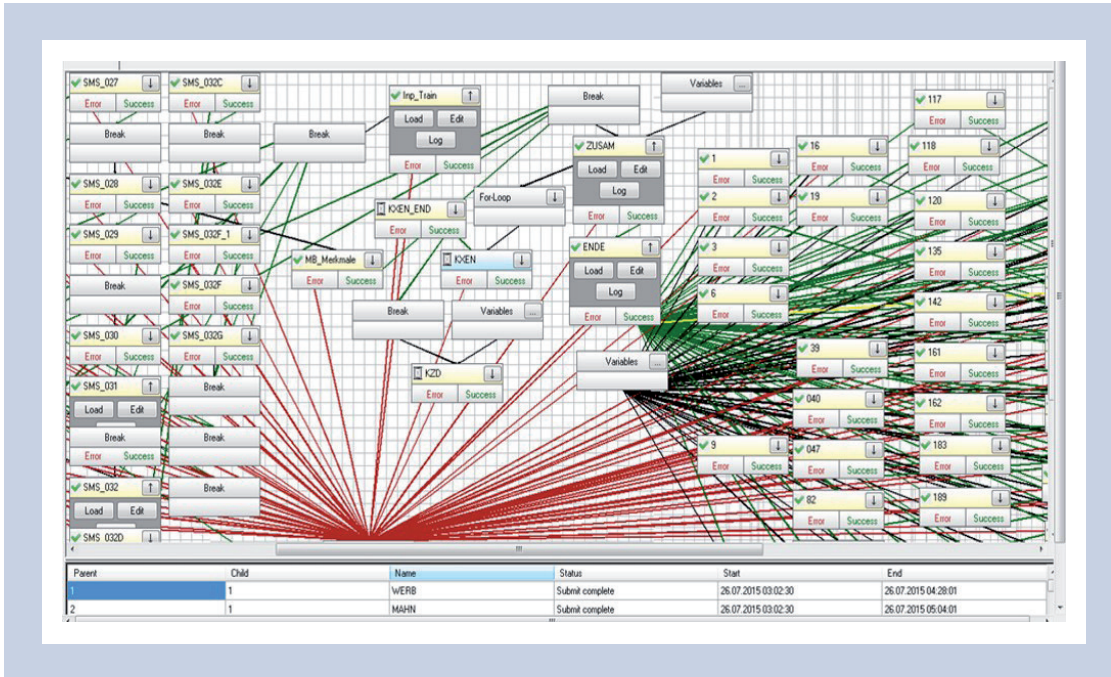 SMS_027 ↓
Error Success
Break
SMS_028 ↓
Error Success
SMS_029 ↓
Error Success
Break
SMS_030 ↓
Error Success
SMS_031 ↑
Load Edit
Break
Error Success
SMS_032 ↑
Load Edit
SMS_032D ↓
SMS_032C ↓
Error Success
Break
SMS_032E ↓
Error Success
SMS_032F_1 ↓
Error Success
SMS_032F ↓
Error Success
SMS_032G ↓
Error Success
Break
Break
Break
Break
Inp_Train ↑
Load Edit
Log
Error Success
KXEN_END ↓
Error Success
MB_Merkmale ↓
Error Success
For-Loop ↓
KXEN ↓
Error Success
Break
Variables ...
KZD ↓
Error Success
Break
Variables ...
ZUSAM ↑
Load Edit
Log
Error Success
ENDE ↑
Load Edit
Log
Error Success
Variables ...
1 ↓
Error Success
2 ↓
Error Success
3 ↓
Error Success
6 ↓
Error Success
9 ↓
Error Success
16 ↓
Error Success
19 ↓
Error Success
39 ↓
Error Success
040 ↓
Error Success
047 ↓
Error Success
82 ↓
Error Success
117 ↓
Error Success
118 ↓
Error Success
120 ↓
Error Success
135 ↓
Error Success
142 ↓
Error Success
161 ↓
Error Success
162 ↓
Error Success
183 ↓
Error Success
189 ↓
Error Success
Parent Child Name Status Start End
1 1 WERB Submit complete 26.07.2015 03:02:30 26.07.2015 04:28:01
2 1 MAHN Submit complete 26.07.2015 03:02:30 26.07.2015 05:04:01